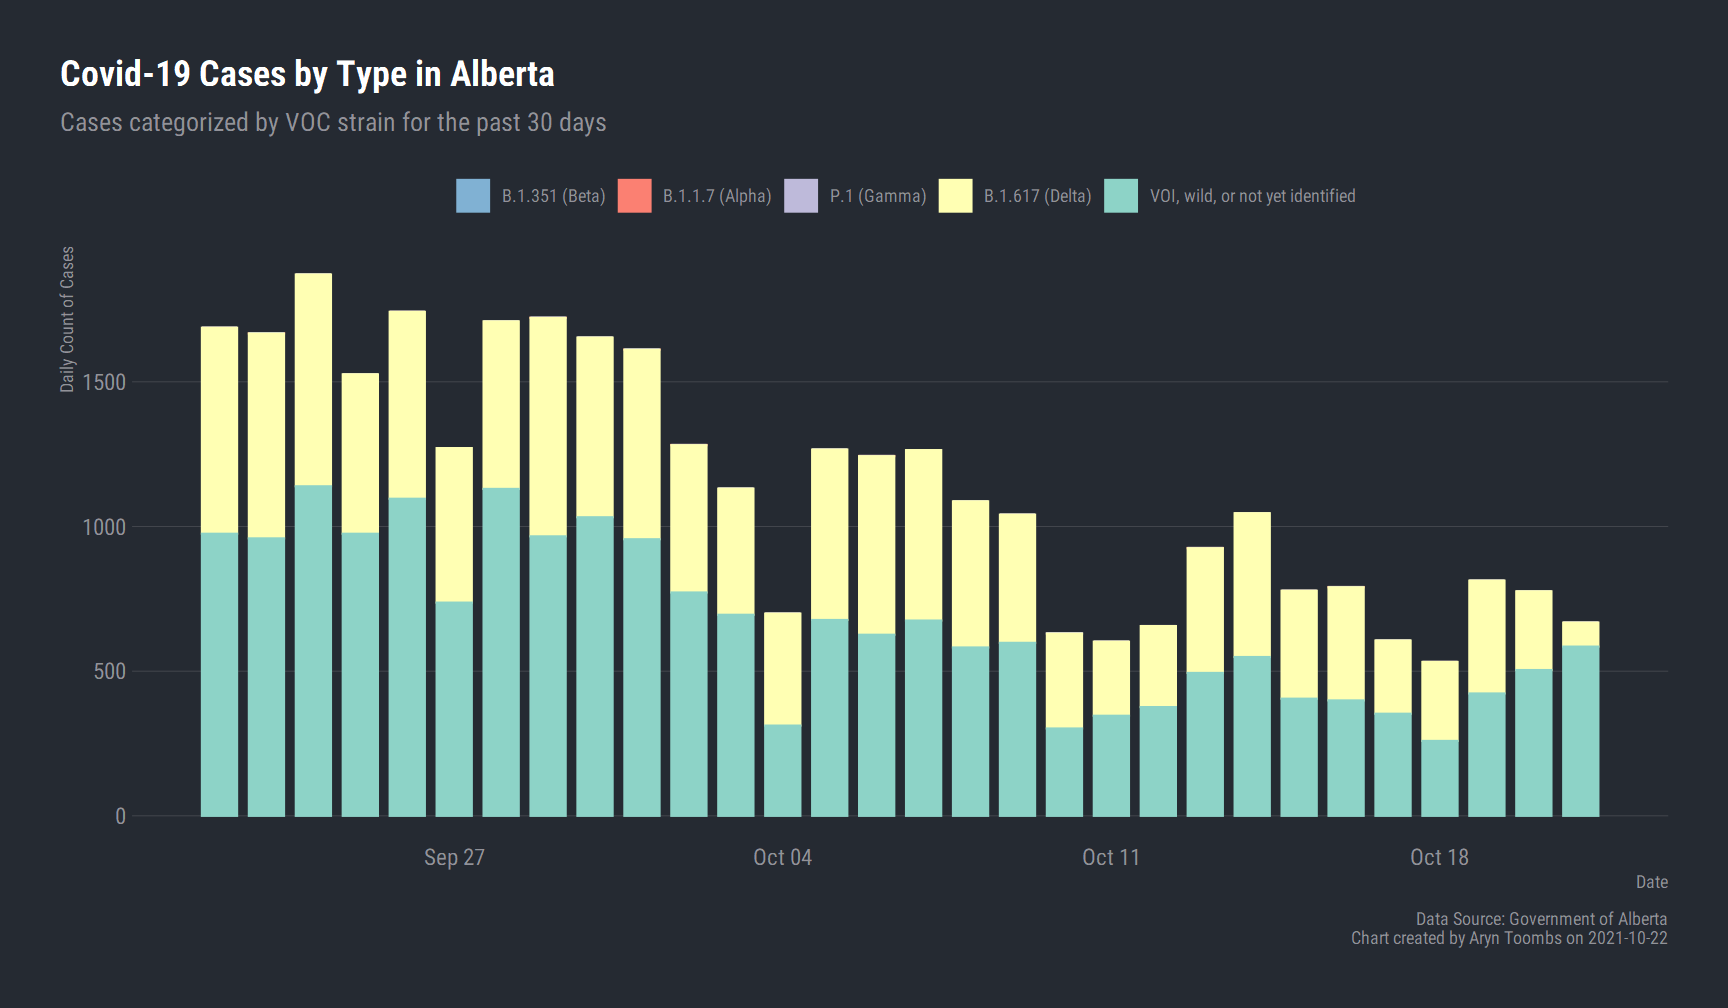 Covid-19 Cases by Type in Alberta
Cases categorized by VOC strain for the past 30 days
B.1.351 (Beta) B.1.1.7 (Alpha) P.1 (Gamma) B.1.617 (Delta) VOI, wild, or not yet identified
Daily Count of Cases
1500
1000
500
0
Sep 27 Oct 04 Oct 11 Oct 18
Date
Data Source: Government of Alberta
Chart created by Aryn Toombs on 2021-10-22